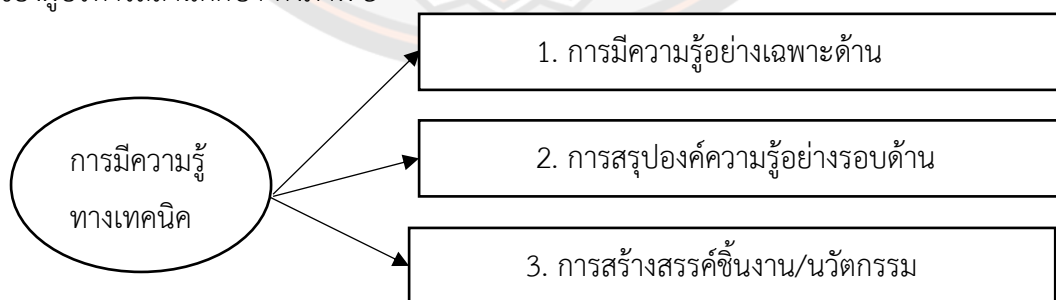 1. การมีความรู้อย่างเฉพาะด้าน
การมีความรู้
ทางเทคนิค
2. การสรุปองค์ความรู้อย่างรอบด้าน
3. การสร้างสรรค์ชิ้นงาน/นวัตกรรม